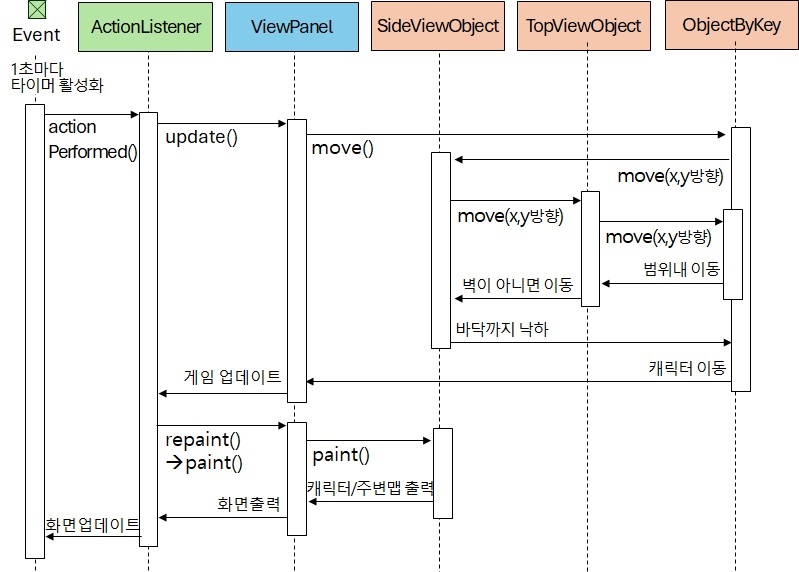 Event
ActionListener
ViewPanel
SideViewObject
TopViewObject
ObjectByKey
1초마다
타이머 활성화
action
Performed()
update()
move()
move(x,y방향)
move(x,y방향)
move(x,y방향)
범위내 이동
벽이 아니면 이동
바닥까지 낙하
캐릭터 이동
게임 업데이트
repaint()
→paint()
paint()
캐릭터/주변맵 출력
화면출력
화면업데이트